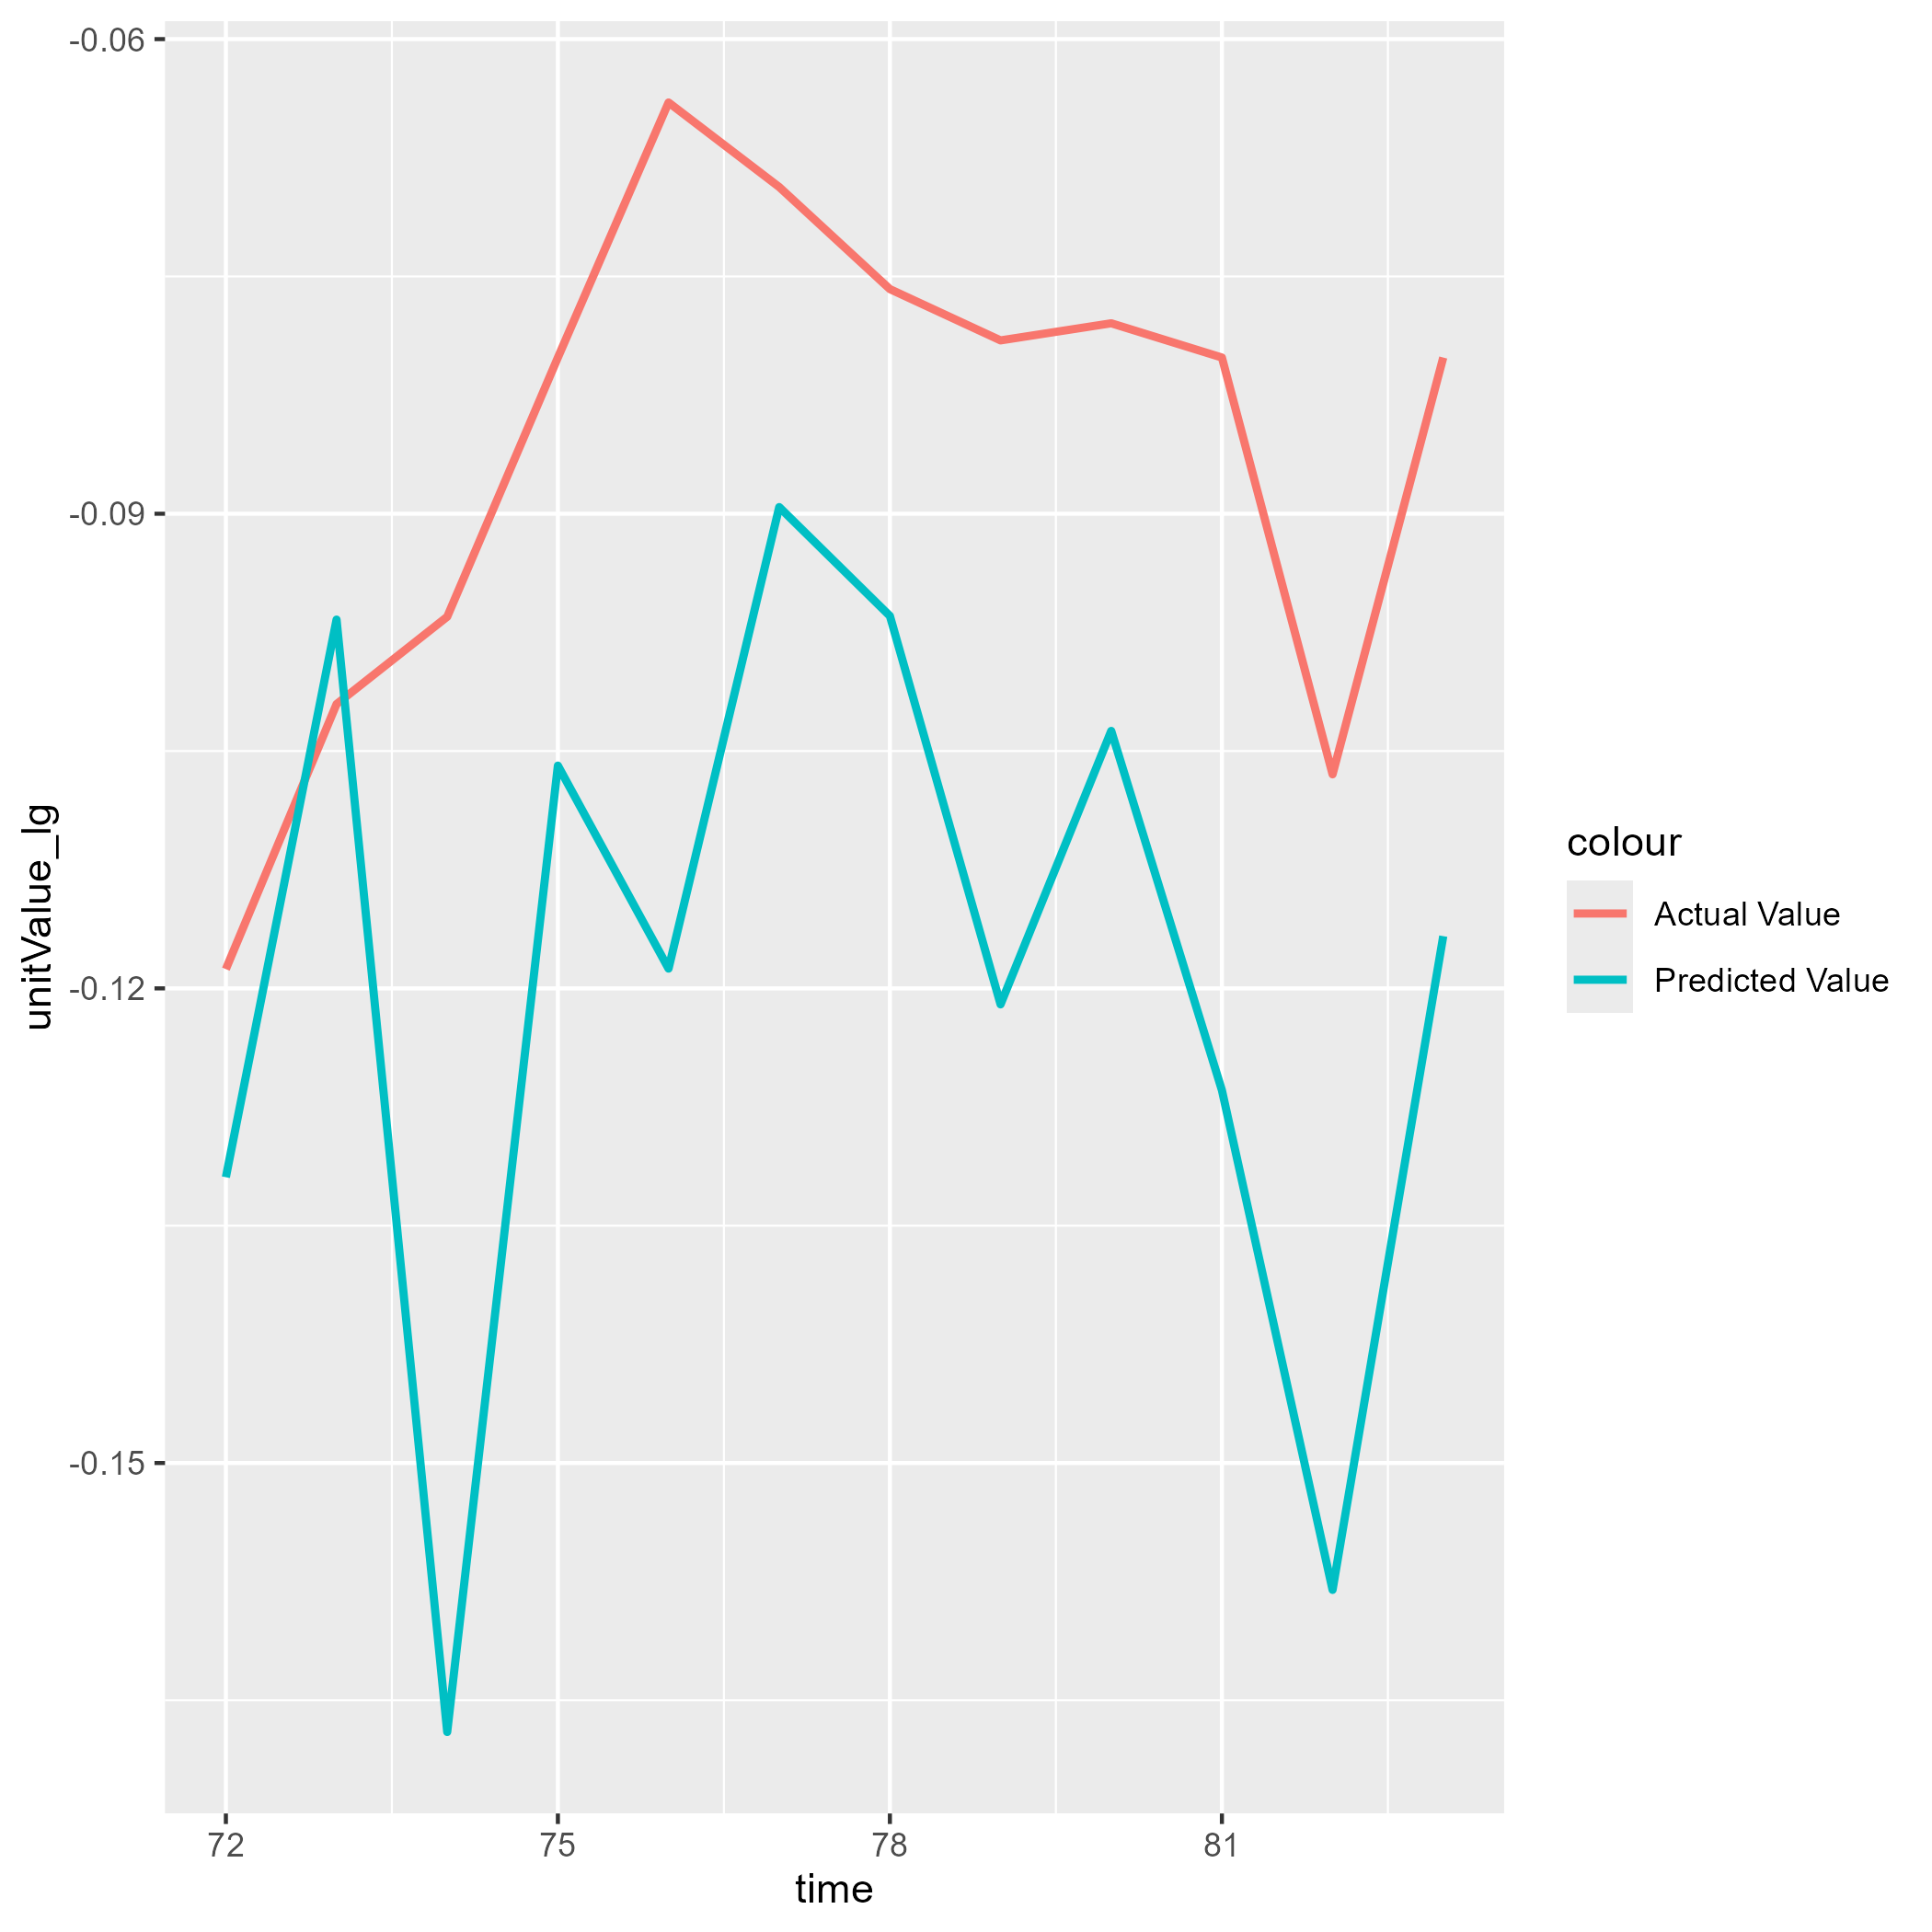 -0.06
-0.09
-0.12
-0.15
unitValue_lg
72 75 78 81
time
colour
Actual Value
Predicted Value